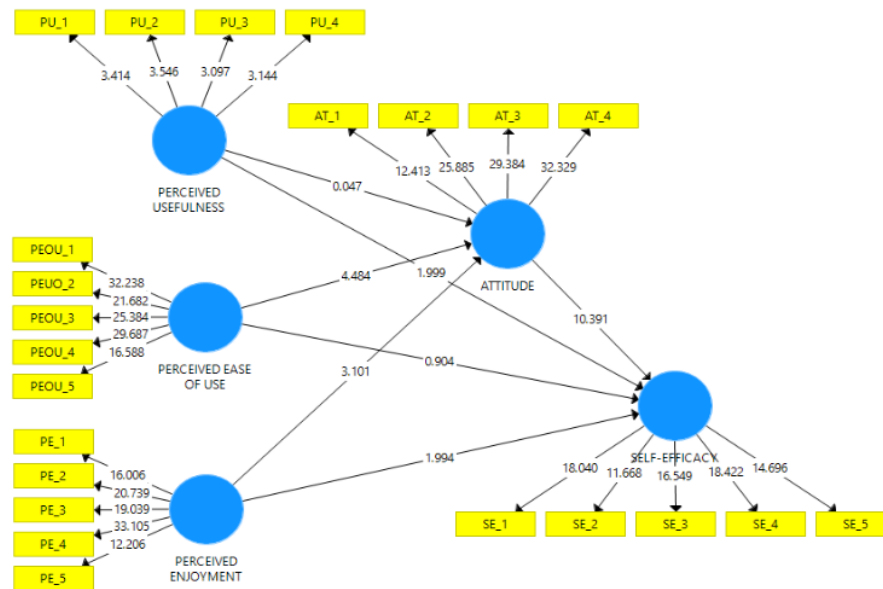 PU_1 PU_2 PU_3 PU_4
3.414 3.546 3.097 3.144
AT_1 AT_2 AT_3 AT_4
12.413 25.885 29.384 32.329
PERCEIVED
USEFULNESS
0.047
1.999
ATTITUDE
10.391
PEOU_1
PEUO_2
PEOU_3
PEOU_4
PEOU_5
32.238
21.682
25.384
29.687
16.588
PERCEIVED EASE
OF USE
4.484
0.904
3.101
1.994
PE_1
PE_2
PE_3
PE_4
PE_5
16.006
20.739
19.039
33.105
12.206
PERCEIVED
ENJOYMENT
SELF-EFFICACY
18.040 11.668 16.549 18.422 14.696
SE_1 SE_2 SE_3 SE_4 SE_5